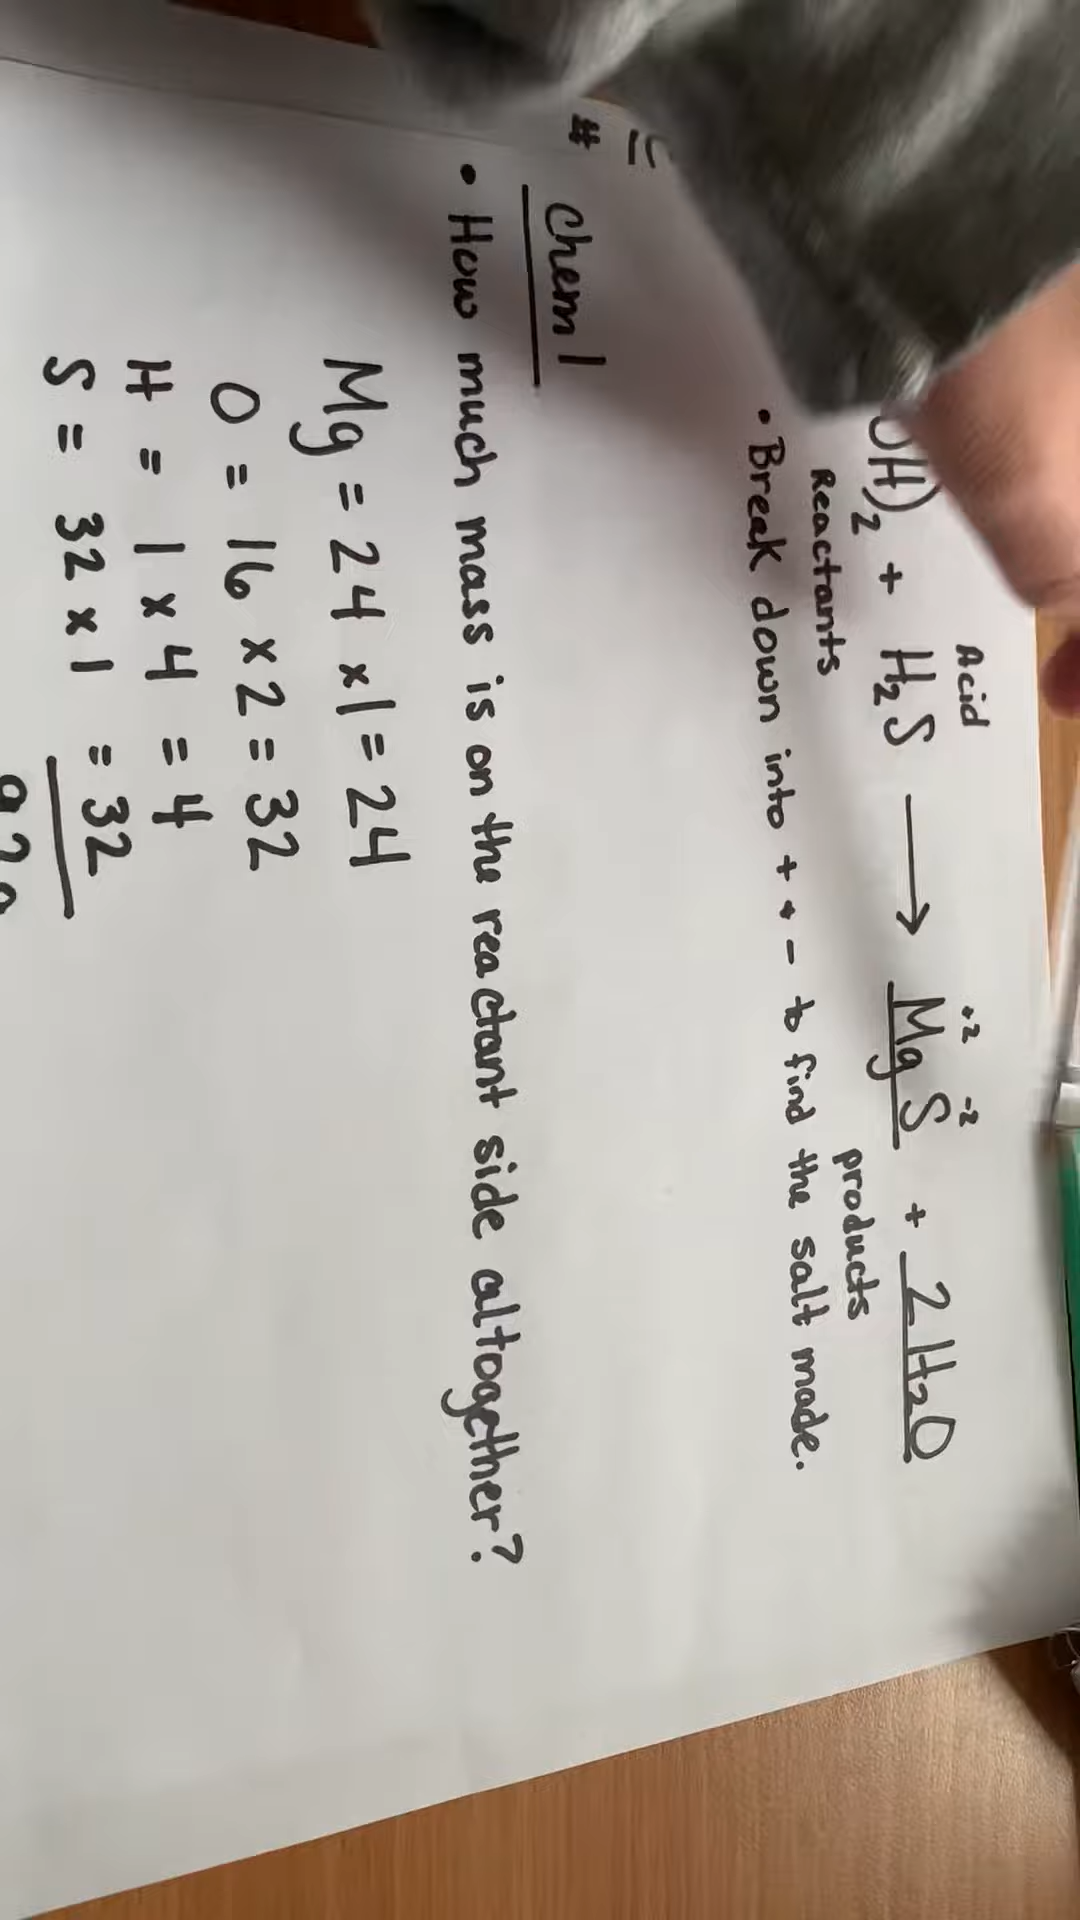 Acid +2 -2
OH)₂ + H₂S ⟶ MgS + 2H₂O
Reactants products
• Break down into + + - to find the salt made.
#
Chem 1
• How much mass is on the reactant side altogether?
Mg = 24 x 1 = 24
O = 16 x 2 = 32
H = 1 x 4 = 4
S = 32 x 1 = 32